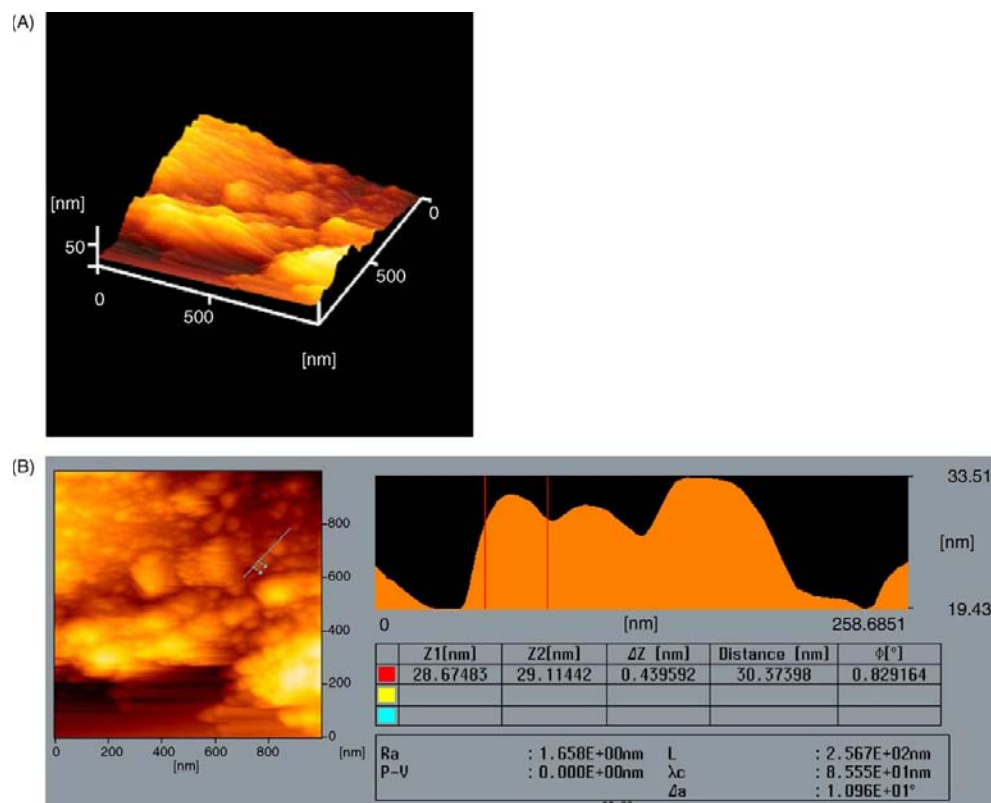 (A)
[nm]
50
0
500
[nm]
500
0
(B)
800
600
400
200
0
0 200 400 600 800 [nm]
[nm]
33.51
[nm]
19.43
0 [nm] 258.6851
Z1[nm] Z2[nm] ΔZ [nm] Distance [nm] Φ[°]
28.67483 29.11442 0.439592 30.37398 0.829164
Ra : 1.658E+00nm L : 2.567E+02nm
P-V : 0.000E+00nm λc : 8.555E+01nm
Δa : 1.096E+01°